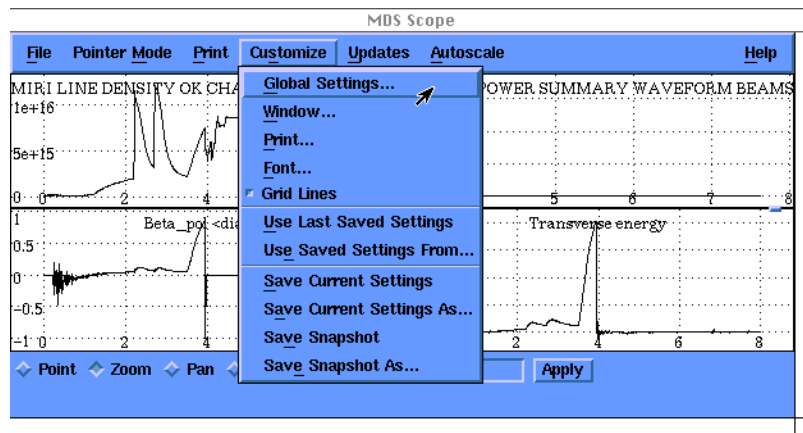 MDS Scope
File Pointer Mode Print Customize Updates Autoscale Help
MIRI LINE DENSITY OK CHA POWER SUMMARY WAVEFORM BEAMS
1e+16
5e+15
0 0 2 4 5 6 7 8
Global Settings...
Window...
Print...
Font...
Grid Lines
Use Last Saved Settings
Use Saved Settings From...
Save Current Settings
Save Current Settings As...
Save Snapshot
Save Snapshot As...
1 Beta_pol <dia Transverse energy
0.5
0
-0.5
-1 0 2 4 2 4 6 8
Point Zoom Pan Apply